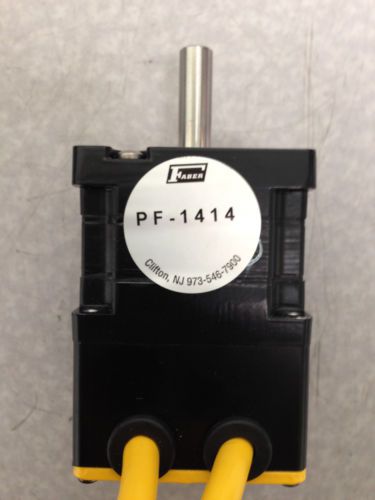 FABER
PF-1414
Clifton, NJ 973-546-7900